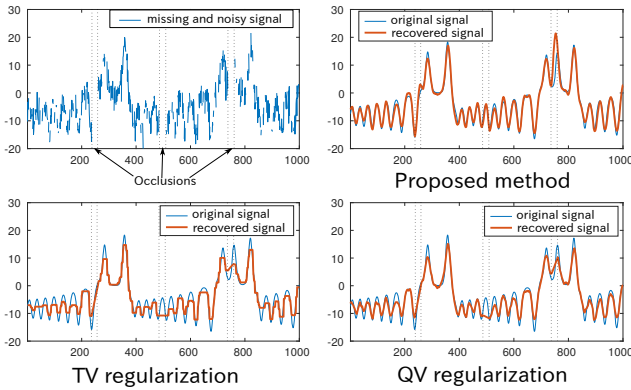 30
20
10
0
-10
-20
200 400 600 800 1000
missing and noisy signal
Occlusions
30
20
10
0
-10
-20
200 400 600 800 1000
original signal
recovered signal
Proposed method
30
20
10
0
-10
-20
200 400 600 800 1000
original signal
recovered signal
TV regularization
30
20
10
0
-10
-20
200 400 600 800 1000
original signal
recovered signal
QV regularization